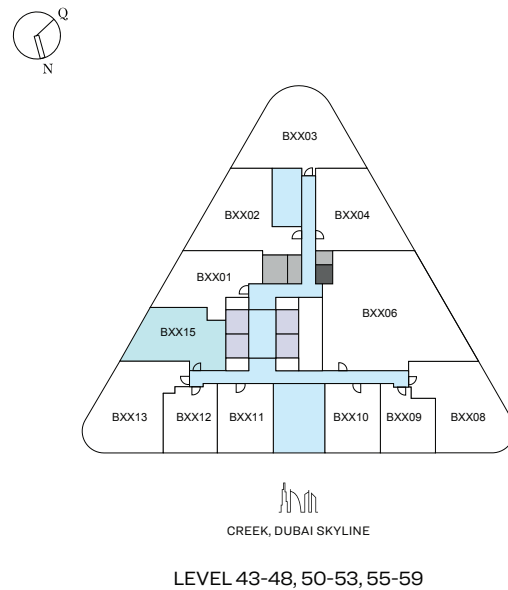 Q
N
BXX03
BXX02
BXX04
BXX01
BXX06
BXX15
BXX13
BXX12
BXX11
BXX10
BXX09
BXX08
CREEK, DUBAI SKYLINE
LEVEL 43-48, 50-53, 55-59